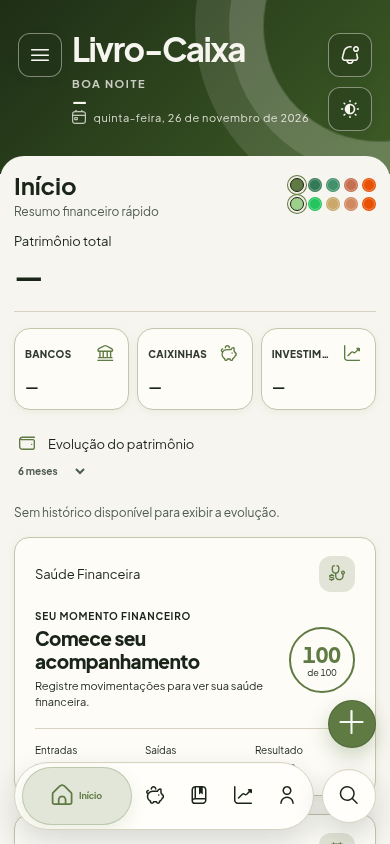 Livro-Caixa
BOA NOITE
—
quinta-feira, 26 de novembro de 2026
Início
Resumo financeiro rápido
Patrimônio total
—
BANCOS
—
CAIXINHAS
—
INVESTIM...
—
Evolução do patrimônio
6 meses
Sem histórico disponível para exibir a evolução.
Saúde Financeira
SEU MOMENTO FINANCEIRO
Comece seu
acompanhamento
Registre movimentações para ver sua saúde
financeira.
100
de 100
Entradas
Saídas
Resultado
Início